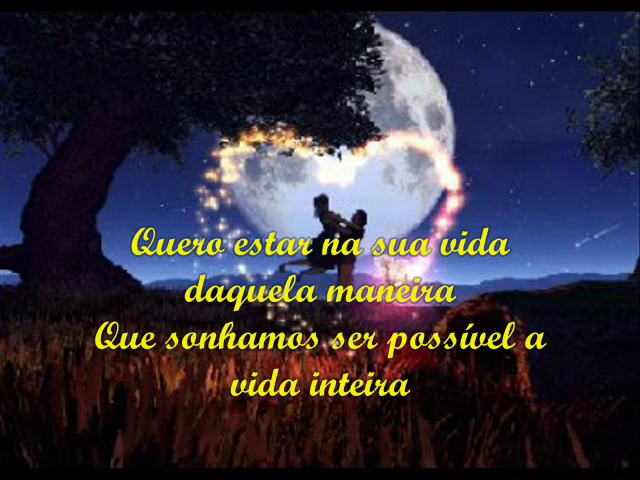 Quero estar na sua vida
daquela maneira
Que sonhamos ser possível a
vida inteira